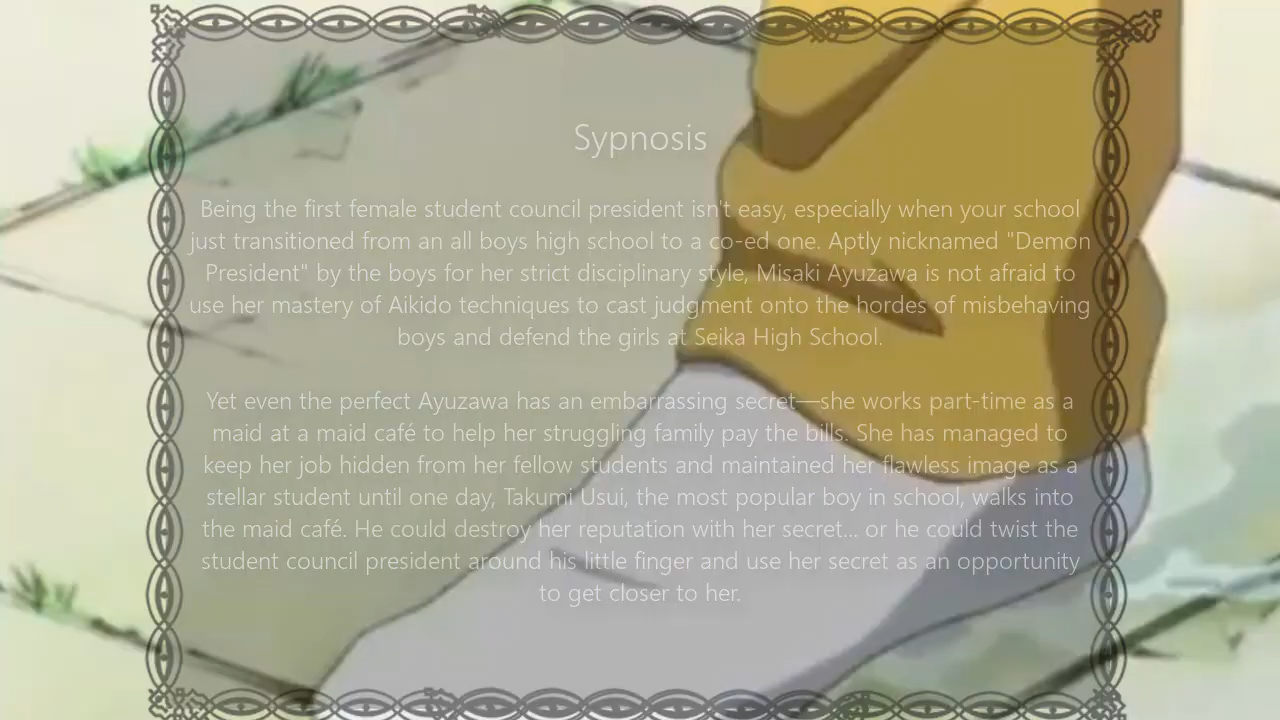 Sypnosis
Being the first female student council president isn't easy, especially when your school
just transitioned from an all boys high school to a co-ed one. Aptly nicknamed "Demon
President" by the boys for her strict disciplinary style, Misaki Ayuzawa is not afraid to
use her mastery of Aikido techniques to cast judgment onto the hordes of misbehaving
boys and defend the girls at Seika High School.
Yet even the perfect Ayuzawa has an embarrassing secret—she works part-time as a
maid at a maid café to help her struggling family pay the bills. She has managed to
keep her job hidden from her fellow students and maintained her flawless image as a
stellar student until one day, Takumi Usui, the most popular boy in school, walks into
the maid café. He could destroy her reputation with her secret... or he could twist the
student council president around his little finger and use her secret as an opportunity
to get closer to her.